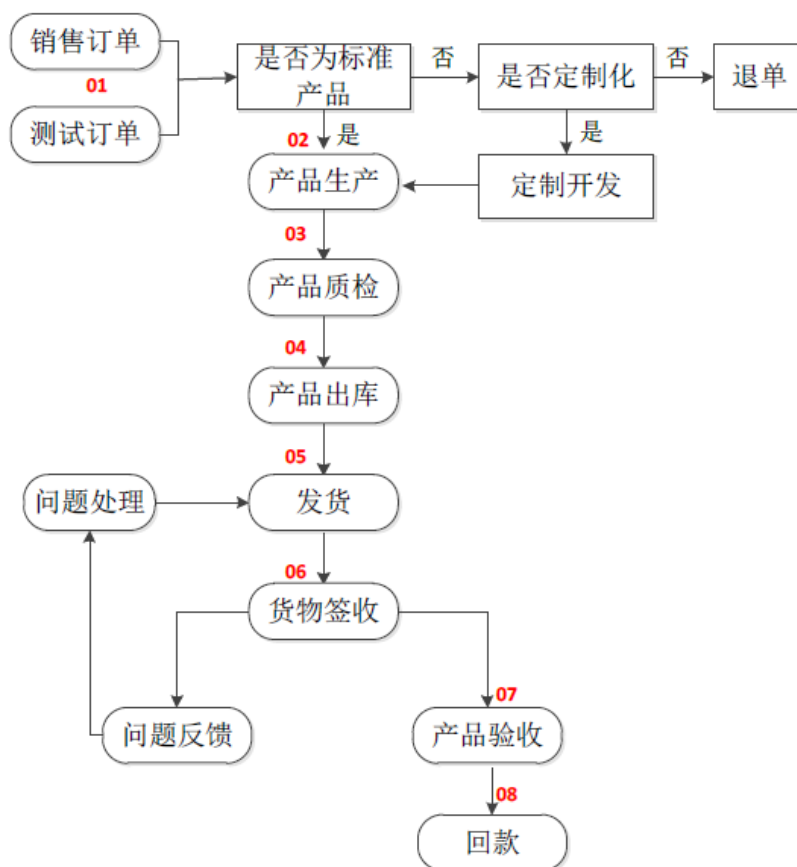 销售订单
01
测试订单
是否为标准
产品
否
是否定制化
否
退单
02
是
是
产品生产
定制开发
03
产品质检
04
产品出库
05
问题处理
发货
06
货物签收
07
问题反馈
产品验收
08
回款